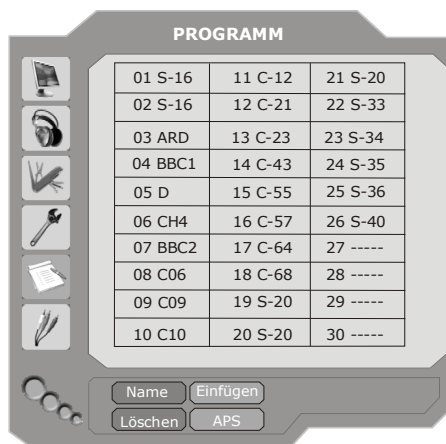 PROGRAMM
01 S-16 11 C-12 21 S-20
02 S-16 12 C-21 22 S-33
03 ARD 13 C-23 23 S-34
04 BBC1 14 C-43 24 S-35
05 D 15 C-55 25 S-36
06 CH4 16 C-57 26 S-40
07 BBC2 17 C-64 27 -----
08 C06 18 C-68 28 -----
09 C09 19 S-20 29 -----
10 C10 20 S-20 30 -----
Name Einfügen
Löschen APS